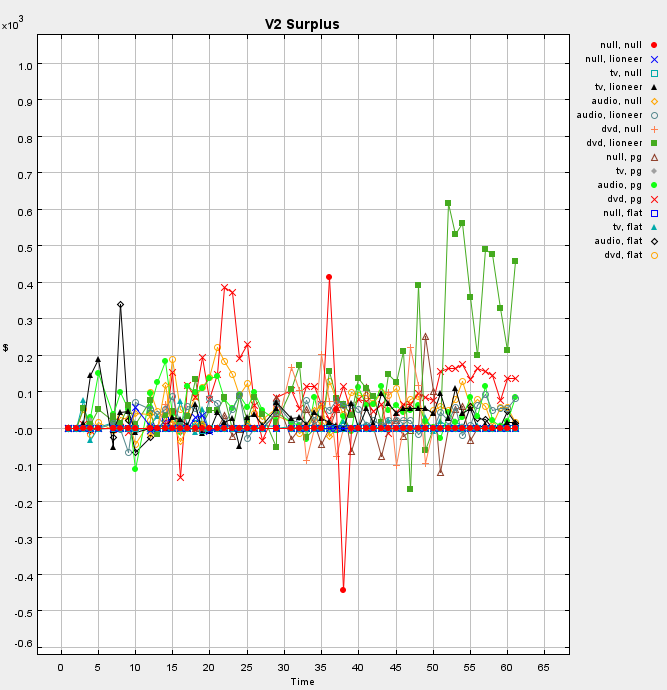 V2 Surplus
×10³
1.0
0.9
0.8
0.7
0.6
0.5
0.4
0.3
0.2
0.1
-0.0
-0.1
-0.2
-0.3
-0.4
-0.5
-0.6
$
0 5 10 15 20 25 30 35 40 45 50 55 60 65
Time
null, null
null, lioneer
tv, null
tv, lioneer
audio, null
audio, lioneer
dvd, null
dvd, lioneer
null, pg
tv, pg
audio, pg
dvd, pg
null, flat
tv, flat
audio, flat
dvd, flat